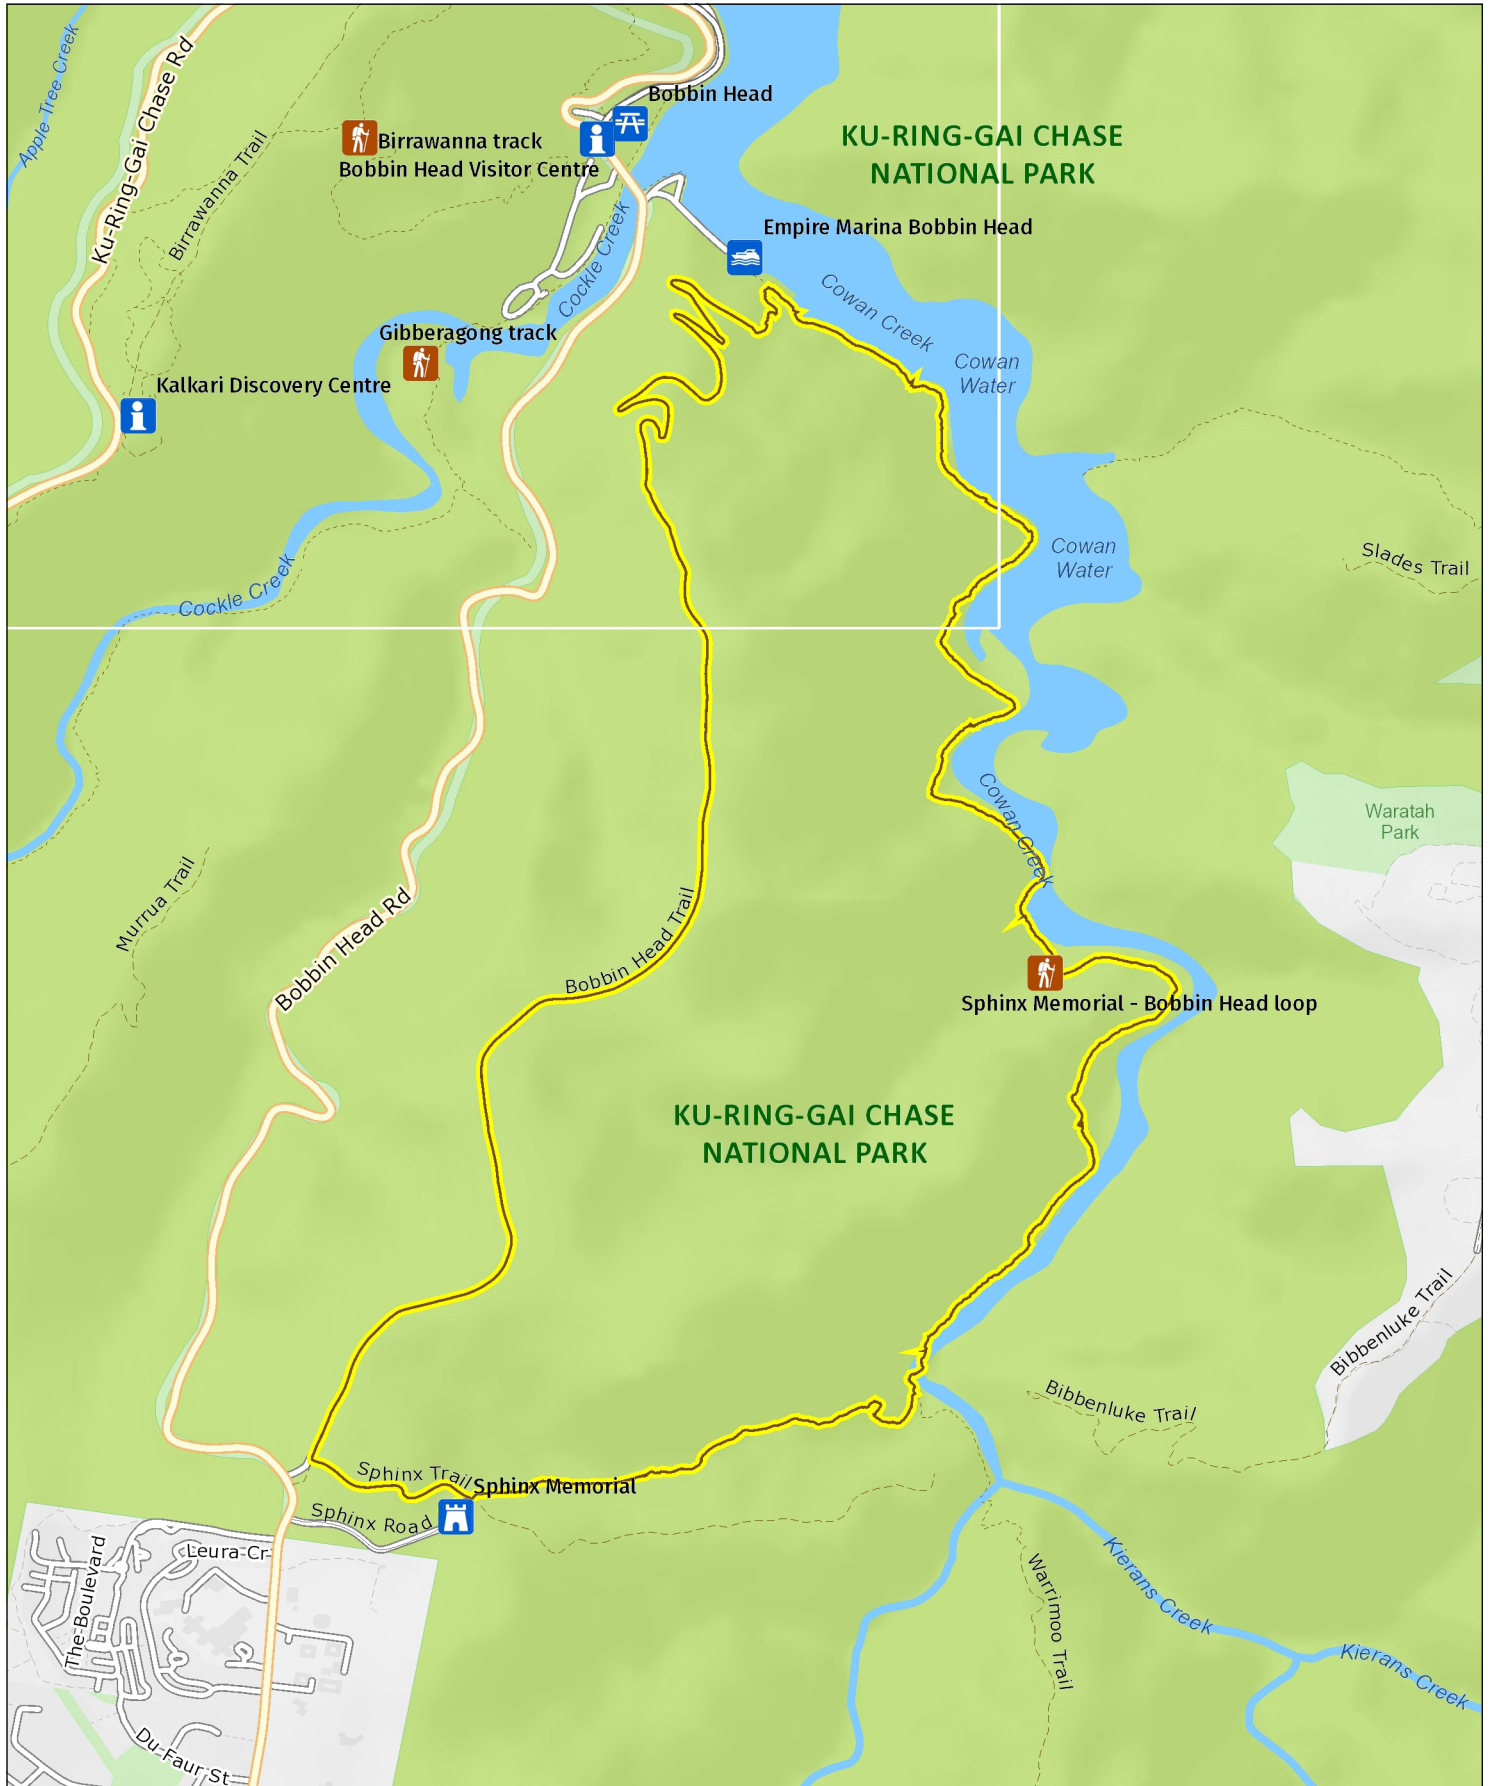 Apple Tree Creek
Ku-Ring-Gai Chase Rd
Bobbin Head
Birrawanna track
Bobbin Head Visitor Centre
KU-RING-GAI CHASE
NATIONAL PARK
Birrawanna Trail
Empire Marina Bobbin Head
Cockle Creek
Cowan Creek
Gibberagong track
Kalkari Discovery Centre
Cowan
Water
Cowan
Water
Slades Trail
Cockle Creek
Cowan Creek
Waratah
Park
Murrua Trail
Bobbin Head Rd
Bobbin Head Trail
Sphinx Memorial - Bobbin Head loop
KU-RING-GAI CHASE
NATIONAL PARK
Bibbenluke Trail
Bibbenluke Trail
Sphinx Trail
Sphinx Memorial
Sphinx Road
Leura Cr
The Boulevard
Warrimoo Trail
Kierans Creek
Kierans Creek
Du Faur St